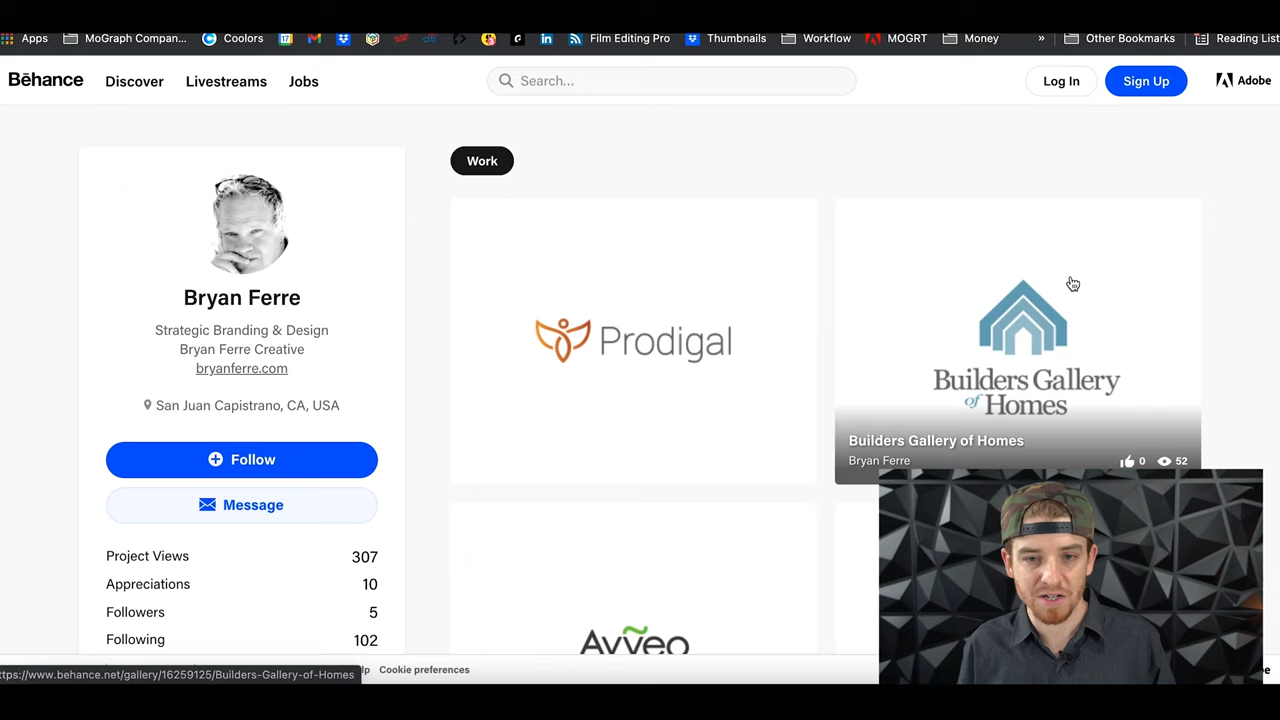 Apps
MoGraph Compan...
Coolors
Film Editing Pro
Thumbnails
Workflow
MOGRT
Money
»
Other Bookmarks
Reading List
Bēhance
Discover
Livestreams
Jobs
Search...
Log In
Sign Up
Adobe
Bryan Ferre
Strategic Branding & Design
Bryan Ferre Creative
bryanferre.com
San Juan Capistrano, CA, USA
Follow
Message
Project Views 307
Appreciations 10
Followers 5
Following 102
Work
Prodigal
Builders Gallery
of Homes
Builders Gallery of Homes
Bryan Ferre
0 52
Avveo
ttps://www.behance.net/gallery/16259125/Builders-Gallery-of-Homes
Cookie preferences